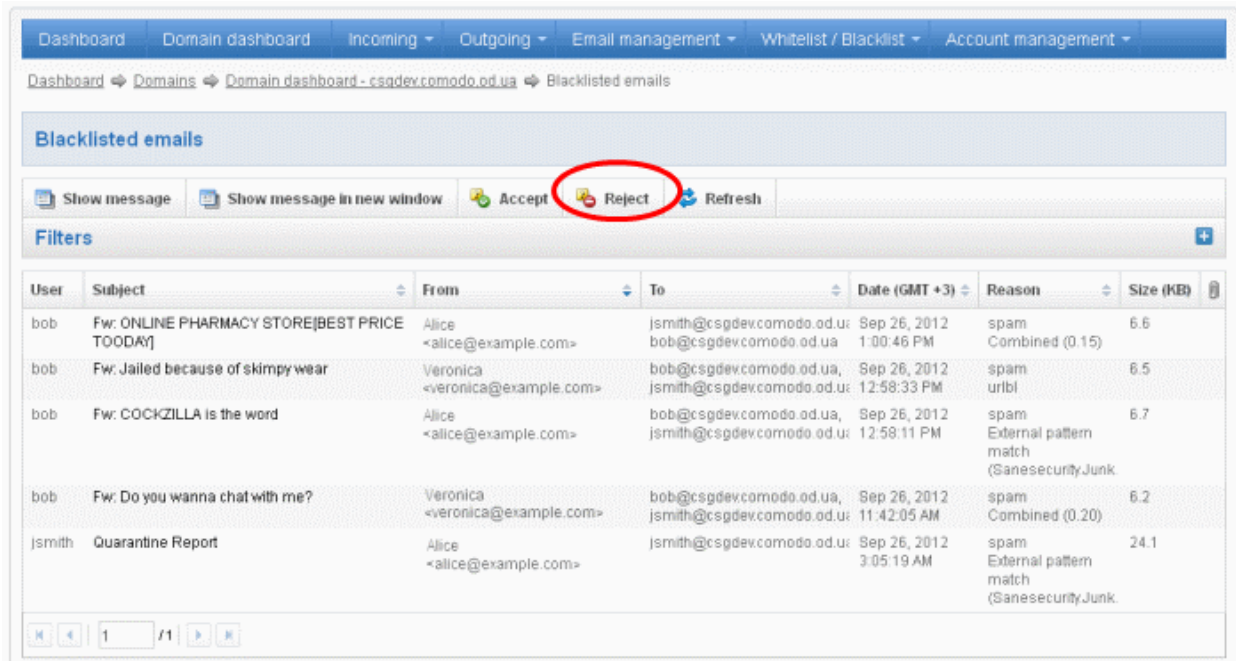 Dashboard Domain dashboard Incoming Outgoing Email management Whitelist / Blacklist Account management
Dashboard Domains Domain dashboard - csgdev.comodo.od.ua Blacklisted emails
Blacklisted emails
Show message Show message in new window Accept Reject Refresh
Filters
User Subject From To Date (GMT +3) Reason Size (KB)
bob Fw: ONLINE PHARMACY STORE[BEST PRICE Alice jsmith@csgdev.comodo.od.ua Sep 26, 2012 spam 6.6
TOODAY] <alice@example.com> bob@csgdev.comodo.od.ua 1:00:46 PM Combined (0.15)
bob Fw: Jailed because of skimpy wear Veronica bob@csgdev.comodo.od.ua, Sep 26, 2012 spam 6.5
<veronica@example.com> jsmith@csgdev.comodo.od.ua 12:58:33 PM urlbl
bob Fw: COCKZILLA is the word Alice bob@csgdev.comodo.od.ua, Sep 26, 2012 spam 6.7
<alice@example.com> jsmith@csgdev.comodo.od.ua 12:58:11 PM External pattern
match
(Sanesecurity.Junk.
bob Fw: Do you wanna chat with me? Veronica bob@csgdev.comodo.od.ua, Sep 26, 2012 spam 6.2
<veronica@example.com> jsmith@csgdev.comodo.od.ua 11:42:05 AM Combined (0.20)
jsmith Quarantine Report Alice jsmith@csgdev.comodo.od.ua Sep 26, 2012 spam 24.1
<alice@example.com> 3:05:19 AM External pattern
match
(Sanesecurity.Junk.
1 /1